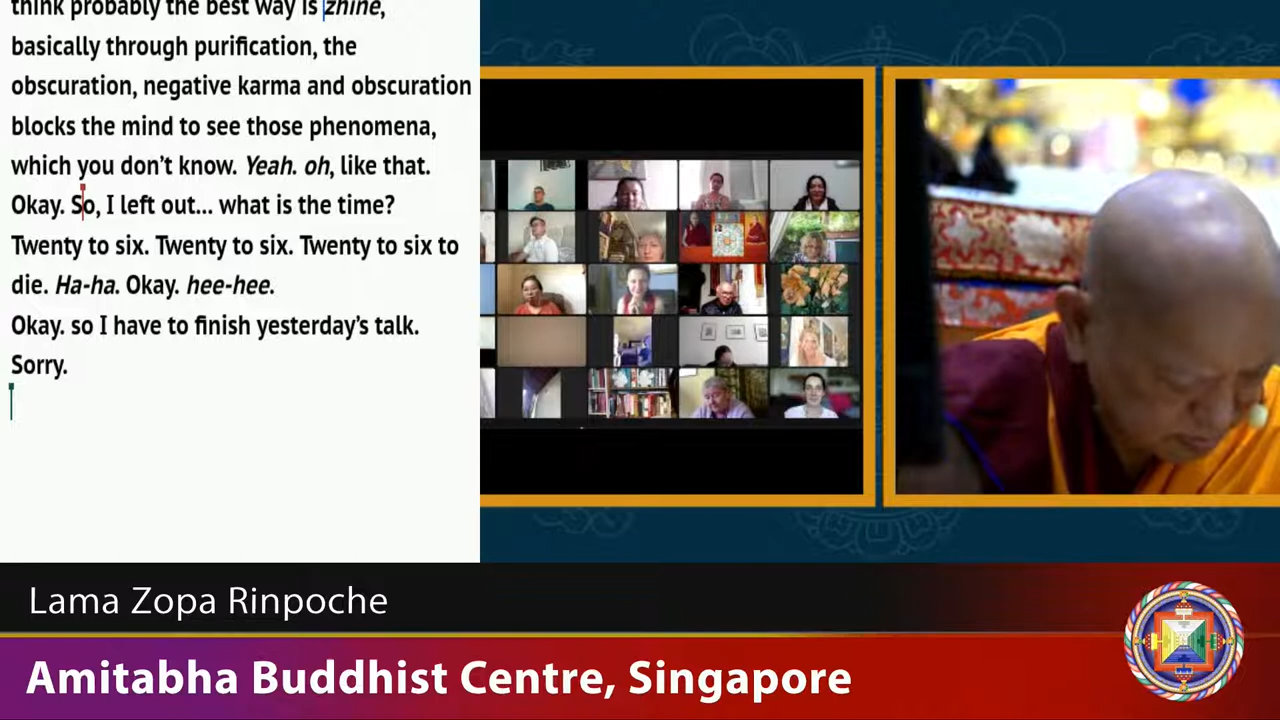 think probably the best way is zhine,
basically through purification, the
obscuration, negative karma and obscuration
blocks the mind to see those phenomena,
which you don’t know. Yeah. oh, like that.
Okay. So, I left out... what is the time?
Twenty to six. Twenty to six. Twenty to six to
die. Ha-ha. Okay. hee-hee.
Okay. so I have to finish yesterday’s talk.
Sorry.
Lama Zopa Rinpoche
Amitabha Buddhist Centre, Singapore